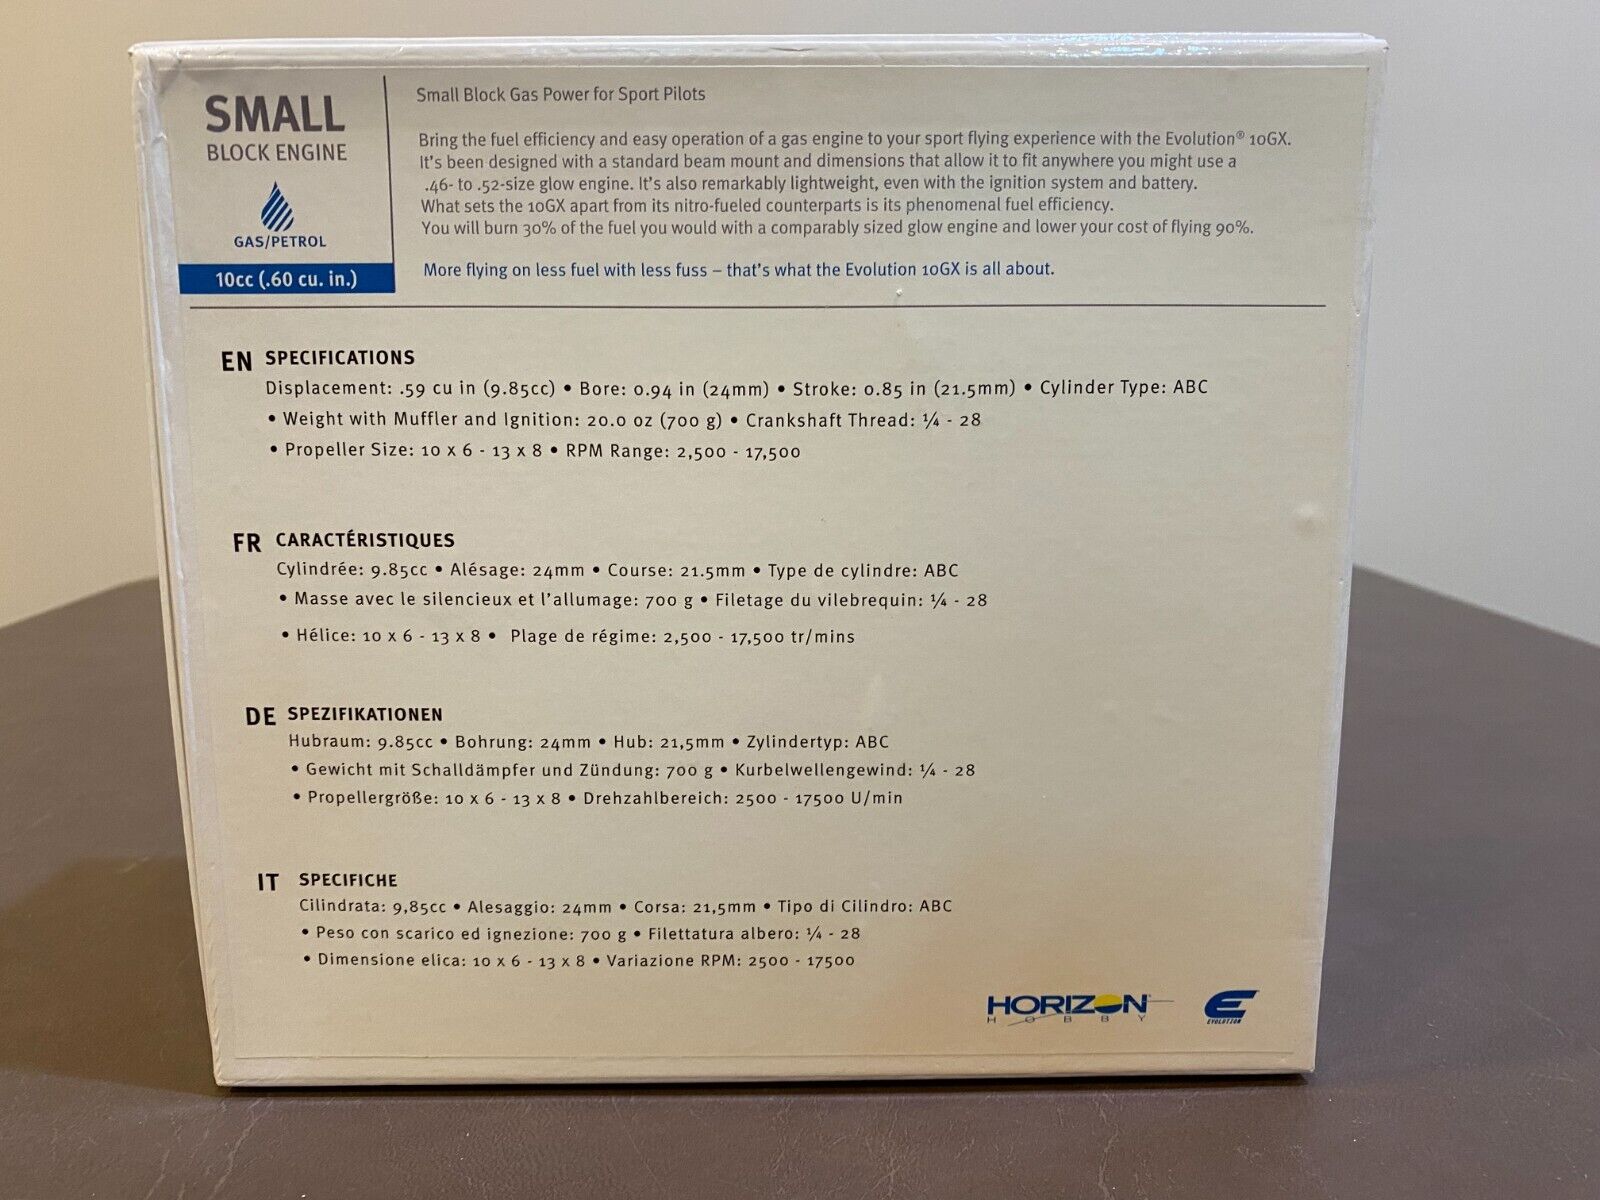 SMALL
BLOCK ENGINE
GAS/PETROL
10cc (.60 cu. in.)
Small Block Gas Power for Sport Pilots
Bring the fuel efficiency and easy operation of a gas engine to your sport flying experience with the Evolution® 10GX.
It's been designed with a standard beam mount and dimensions that allow it to fit anywhere you might use a
.46- to .52-size glow engine. It's also remarkably lightweight, even with the ignition system and battery.
What sets the 10GX apart from its nitro-fueled counterparts is its phenomenal fuel efficiency.
You will burn 30% of the fuel you would with a comparably sized glow engine and lower your cost of flying 90%.
More flying on less fuel with less fuss – that's what the Evolution 10GX is all about.
EN SPECIFICATIONS
Displacement: .59 cu in (9.85cc) • Bore: 0.94 in (24mm) • Stroke: 0.85 in (21.5mm) • Cylinder Type: ABC
• Weight with Muffler and Ignition: 20.0 oz (700 g) • Crankshaft Thread: ¼ - 28
• Propeller Size: 10 x 6 - 13 x 8 • RPM Range: 2,500 - 17,500
FR CARACTÉRISTIQUES
Cylindrée: 9.85cc • Alésage: 24mm • Course: 21.5mm • Type de cylindre: ABC
• Masse avec le silencieux et l'allumage: 700 g • Filetage du vilebrequin: ¼ - 28
• Hélice: 10 x 6 - 13 x 8 • Plage de régime: 2,500 - 17,500 tr/mins
DE SPEZIFIKATIONEN
Hubraum: 9.85cc • Bohrung: 24mm • Hub: 21,5mm • Zylindertyp: ABC
• Gewicht mit Schalldämpfer und Zündung: 700 g • Kurbelwellengewind: ¼ - 28
• Propellergröße: 10 x 6 - 13 x 8 • Drehzahlbereich: 2500 - 17500 U/min
IT SPECIFICHE
Cilindrata: 9,85cc • Alesaggio: 24mm • Corsa: 21,5mm • Tipo di Cilindro: ABC
• Peso con scarico ed ignezione: 700 g • Filettatura albero: ¼ - 28
• Dimensione elica: 10 x 6 - 13 x 8 • Variazione RPM: 2500 - 17500
HORIZON
HOBBY
E
EVOLUTION